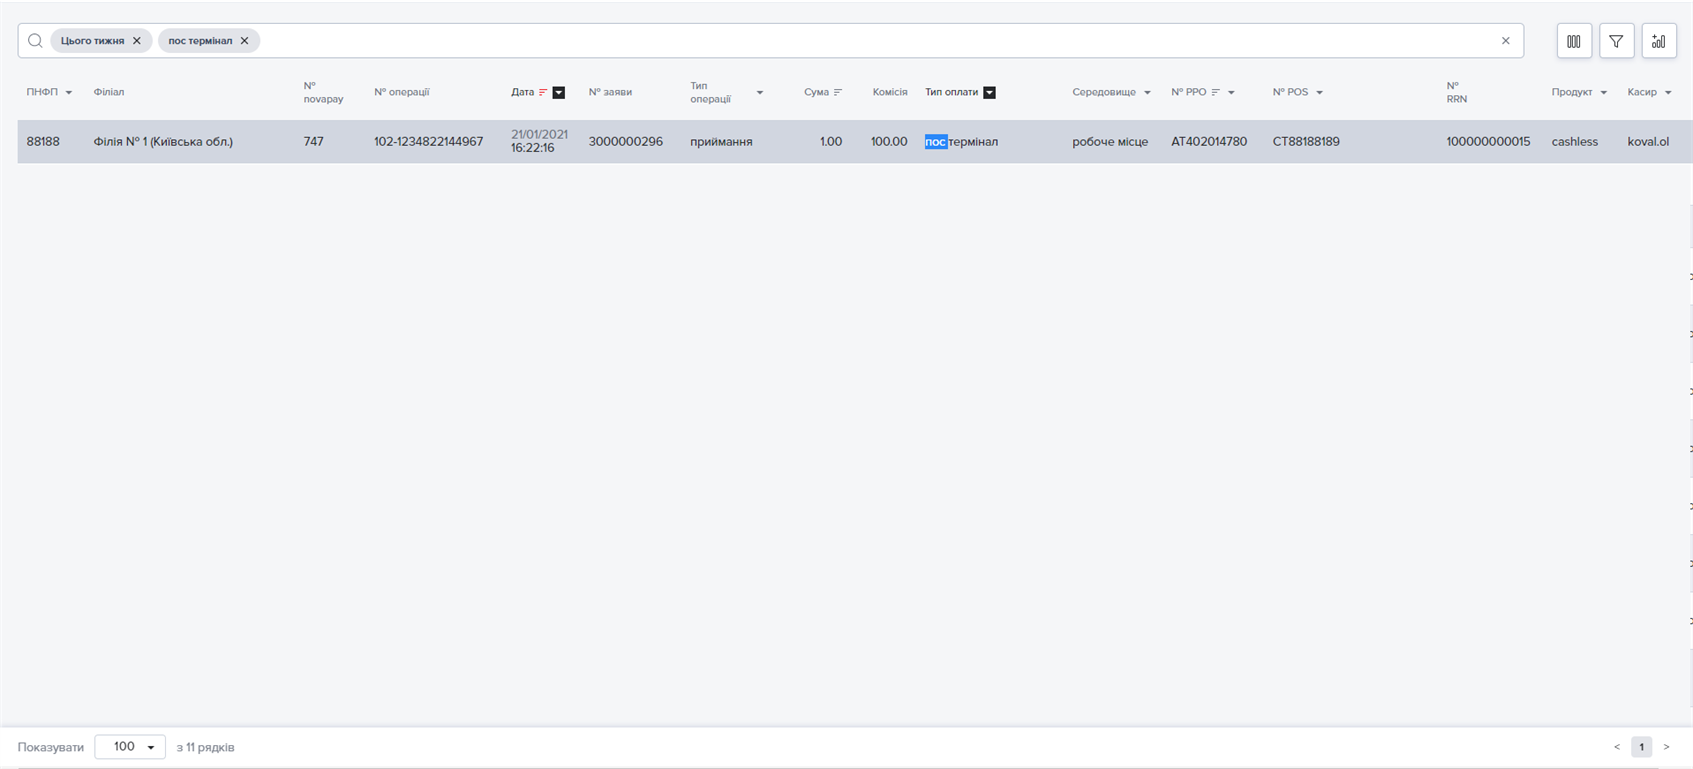 Цього тижня × пос термінал ×
ПНФП Філіал № novapay № операції Дата № заяви Тип операції Сума Комісія Тип оплати Середовище № РРО № POS № RRN Продукт Касир
88188 Філія № 1 (Київська обл.) 747 102-1234822144967 21/01/2021 16:22:16 3000000296 приймання 1.00 100.00 пос термінал робоче місце АТ402014780 СТ88188189 100000000015 cashless koval.ol
Показувати 100 з 11 рядків < 1 >